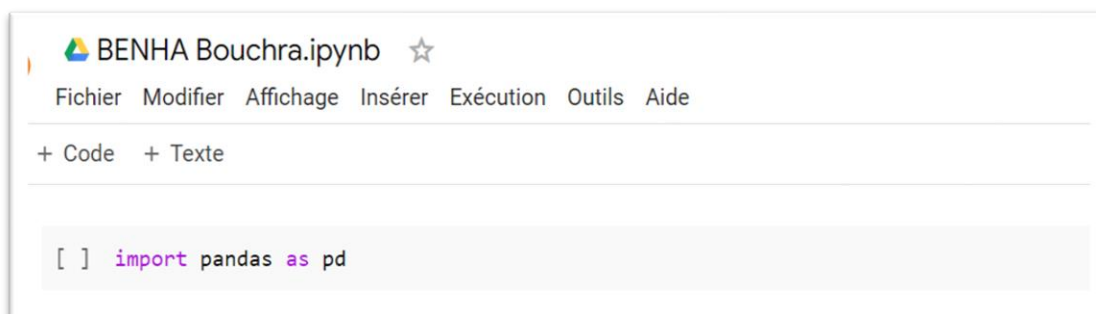 BENHA Bouchra.ipynb
Fichier Modifier Affichage Insérer Exécution Outils Aide
+ Code + Texte
[ ] import pandas as pd